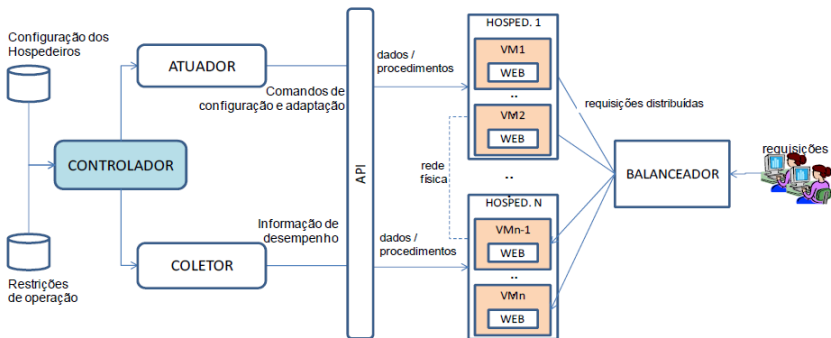 Configuração dos
Hospedeiros
CONTROLADOR
Restrições
de operação
ATUADOR
Comandos de
configuração e adaptação
Informação de
desempenho
COLETOR
API
dados /
procedimentos
dados /
procedimentos
HOSPED. 1
VM1
WEB
..
VM2
WEB
rede
física
..
HOSPED. N
VMn-1
WEB
..
VMn
WEB
requisições distribuídas
BALANCEADOR
requisições